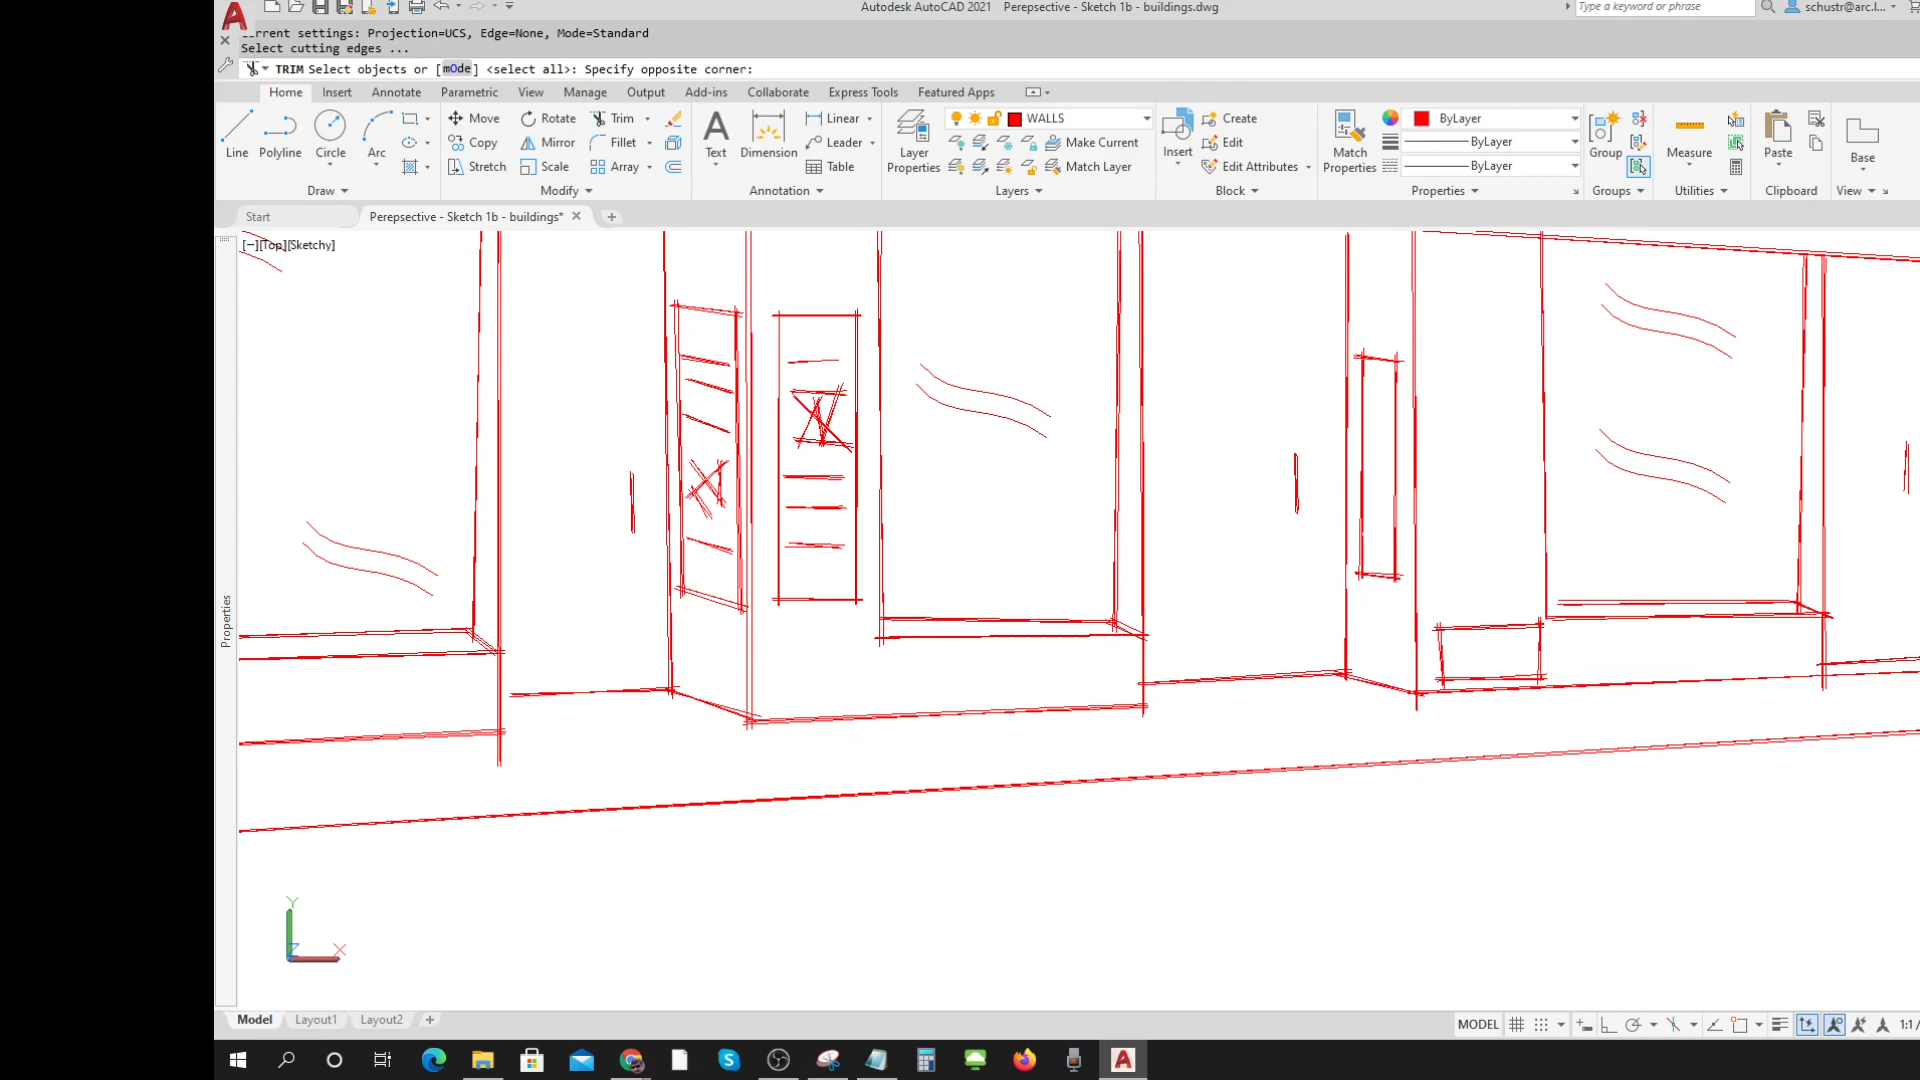 Autodesk AutoCAD 2021 Perepsective - Sketch 1b - buildings.dwg
Type a keyword or phrase
schustr@arc.l...
Current settings: Projection=UCS, Edge=None, Mode=Standard
Select cutting edges ...
TRIM Select objects or [mOde] <select all>: Specify opposite corner:
Home Insert Annotate Parametric View Manage Output Add-ins Collaborate Express Tools Featured Apps
Line Polyline Circle Arc
Move Rotate Trim
Copy Mirror Fillet
Stretch Scale Array
Text Dimension
Linear
Leader
Table
Layer Properties
WALLS
Make Current
Match Layer
Insert
Create
Edit
Edit Attributes
Match Properties
ByLayer
ByLayer
ByLayer
Group
Measure
Paste
Base
Draw Modify Annotation Layers Block Properties Groups Utilities Clipboard View
Start Perepsective - Sketch 1b - buildings*
[−][Top][Sketchy]
Properties
Y
Z
X
Model Layout1 Layout2
MODEL
1:1 /